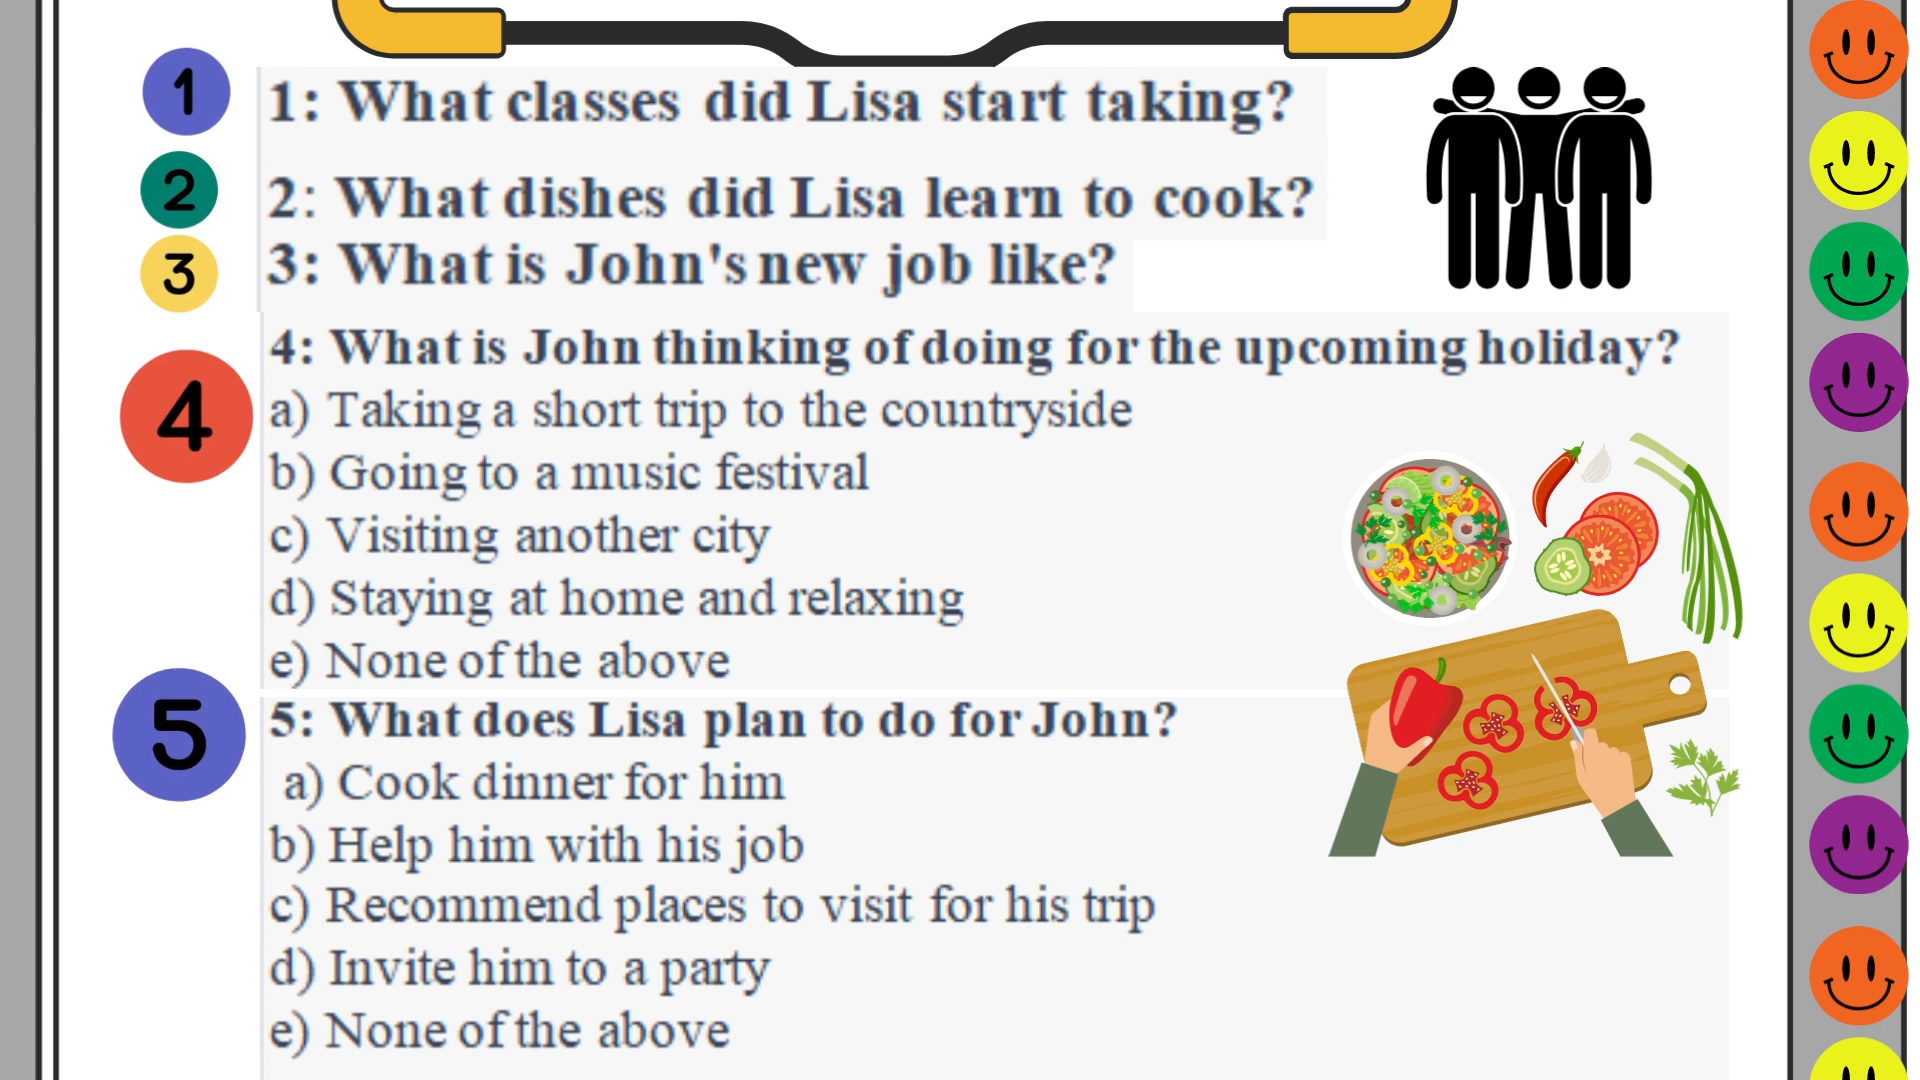 1
1: What classes did Lisa start taking?
2
2: What dishes did Lisa learn to cook?
3
3: What is John's new job like?
4
4: What is John thinking of doing for the upcoming holiday?
a) Taking a short trip to the countryside
b) Going to a music festival
c) Visiting another city
d) Staying at home and relaxing
e) None of the above
5
5: What does Lisa plan to do for John?
a) Cook dinner for him
b) Help him with his job
c) Recommend places to visit for his trip
d) Invite him to a party
e) None of the above